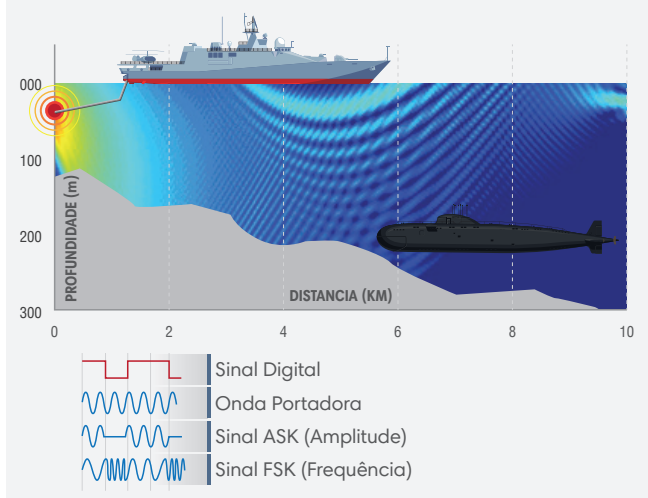 000
100
200
300
PROFUNDIDADE (m)
DISTANCIA (KM)
0 2 4 6 8 10
Sinal Digital
Onda Portadora
Sinal ASK (Amplitude)
Sinal FSK (Frequência)